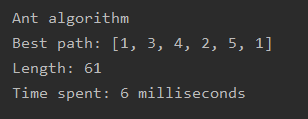 Ant algorithm
Best path: [1, 3, 4, 2, 5, 1]
Length: 61
Time spent: 6 milliseconds